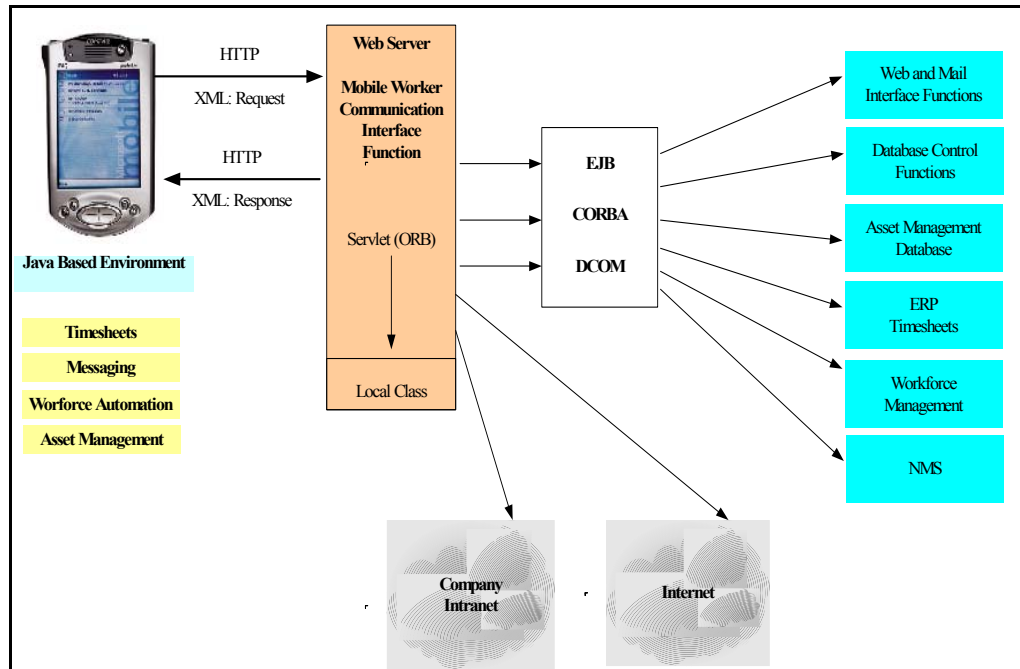 HTTP
XML: Request
HTTP
XML: Response
Java Based Environment
Timesheets
Messaging
Worforce Automation
Asset Management
Web Server
Mobile Worker
Communication
Interface
Function
Servlet (ORB)
Local Class
EJB
CORBA
DCOM
Web and Mail
Interface Functions
Database Control
Functions
Asset Management
Database
ERP
Timesheets
Workforce
Management
NMS
Company
Intranet
Internet
mobile